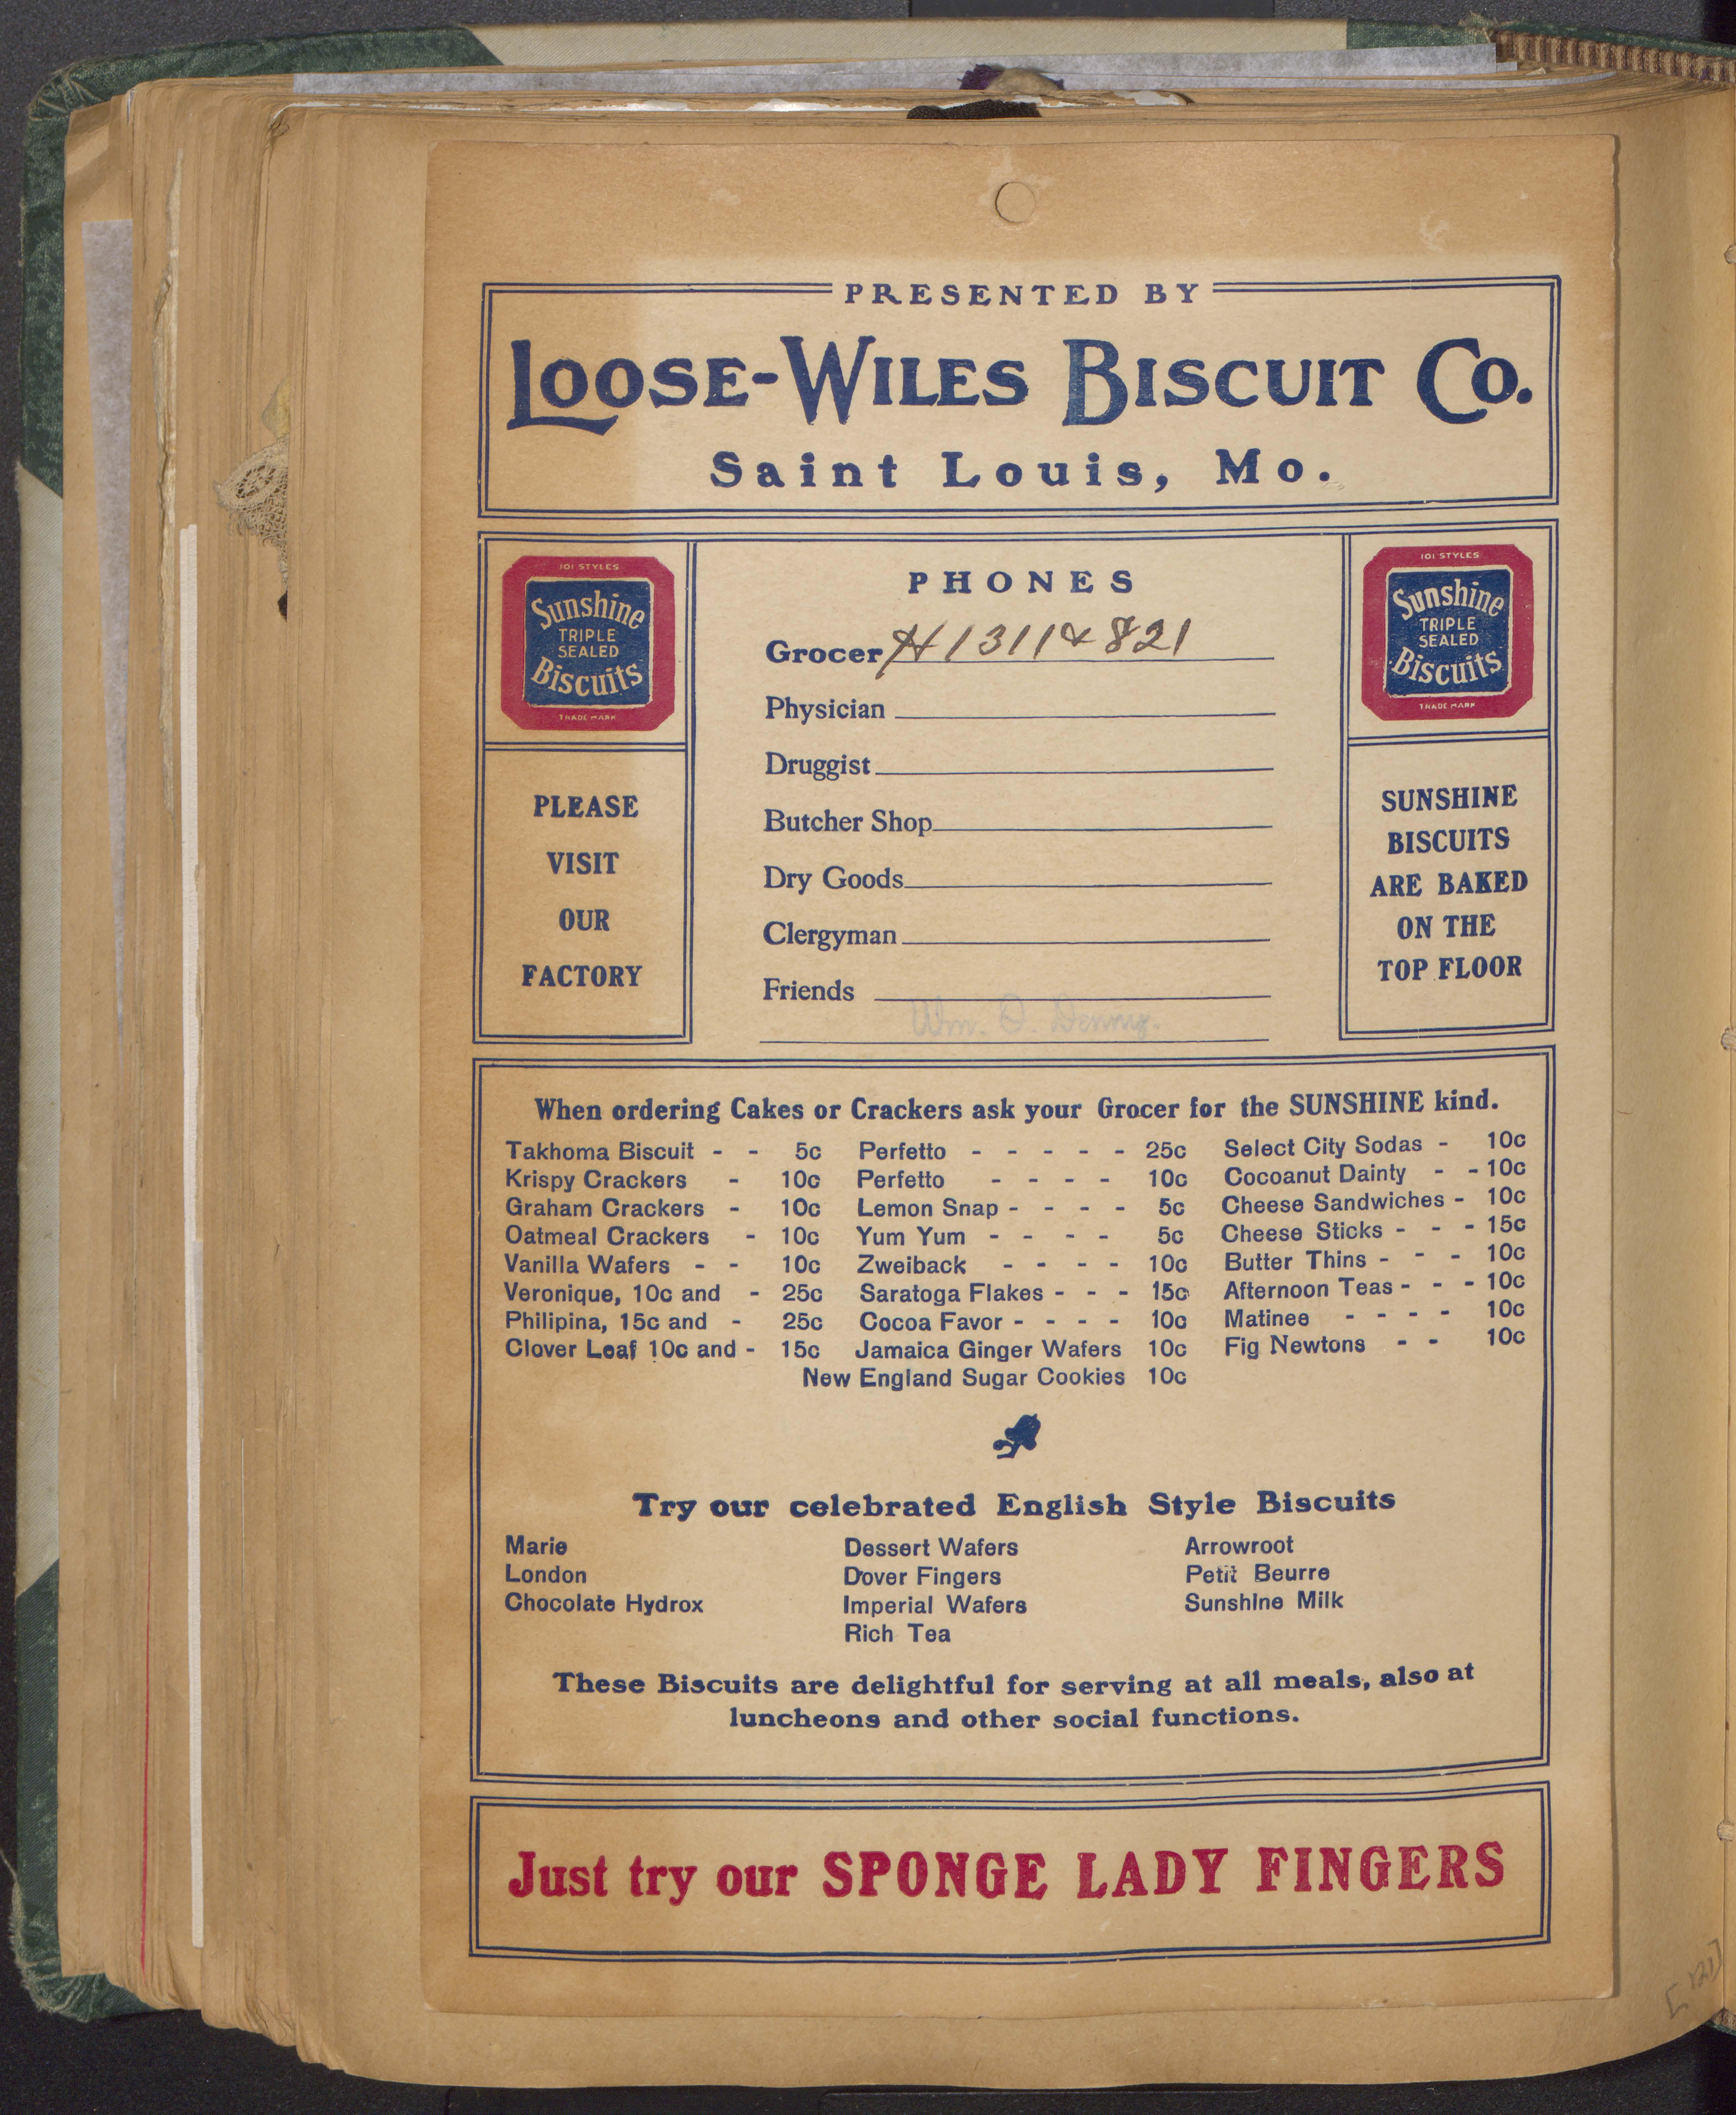 PRESENTED BY
LOOSE-WILES BISCUIT CO.
Saint Louis, Mo.
101 STYLES
Sunshine
TRIPLE
SEALED
Biscuits
TRADE MARK
PLEASE
VISIT
OUR
FACTORY
PHONES
Grocer H 1311 & 821
Physician
Druggist
Butcher Shop
Dry Goods
Clergyman
Friends
Wm. O. Denny.
101 STYLES
Sunshine
TRIPLE
SEALED
Biscuits
TRADE MARK
SUNSHINE
BISCUITS
ARE BAKED
ON THE
TOP FLOOR
When ordering Cakes or Crackers ask your Grocer for the SUNSHINE kind.
Takhoma Biscuit - - 5c
Krispy Crackers - 10c
Graham Crackers - 10c
Oatmeal Crackers - 10c
Vanilla Wafers - - 10c
Veronique, 10c and - 25c
Philipina, 15c and - 25c
Clover Leaf 10c and - 15c
Perfetto - - - - - 25c
Perfetto - - - - 10c
Lemon Snap - - - - 5c
Yum Yum - - - - 5c
Zweiback - - - - 10c
Saratoga Flakes - - - 15c
Cocoa Favor - - - - 10c
Jamaica Ginger Wafers 10c
New England Sugar Cookies 10c
Select City Sodas - 10c
Cocoanut Dainty - - 10c
Cheese Sandwiches - 10c
Cheese Sticks - - - 15c
Butter Thins - - - 10c
Afternoon Teas - - - 10c
Matinee - - - - 10c
Fig Newtons - - 10c
Try our celebrated English Style Biscuits
Marie
London
Chocolate Hydrox
Dessert Wafers
Dover Fingers
Imperial Wafers
Rich Tea
Arrowroot
Petit Beurre
Sunshine Milk
These Biscuits are delightful for serving at all meals, also at
luncheons and other social functions.
Just try our SPONGE LADY FINGERS
[121]